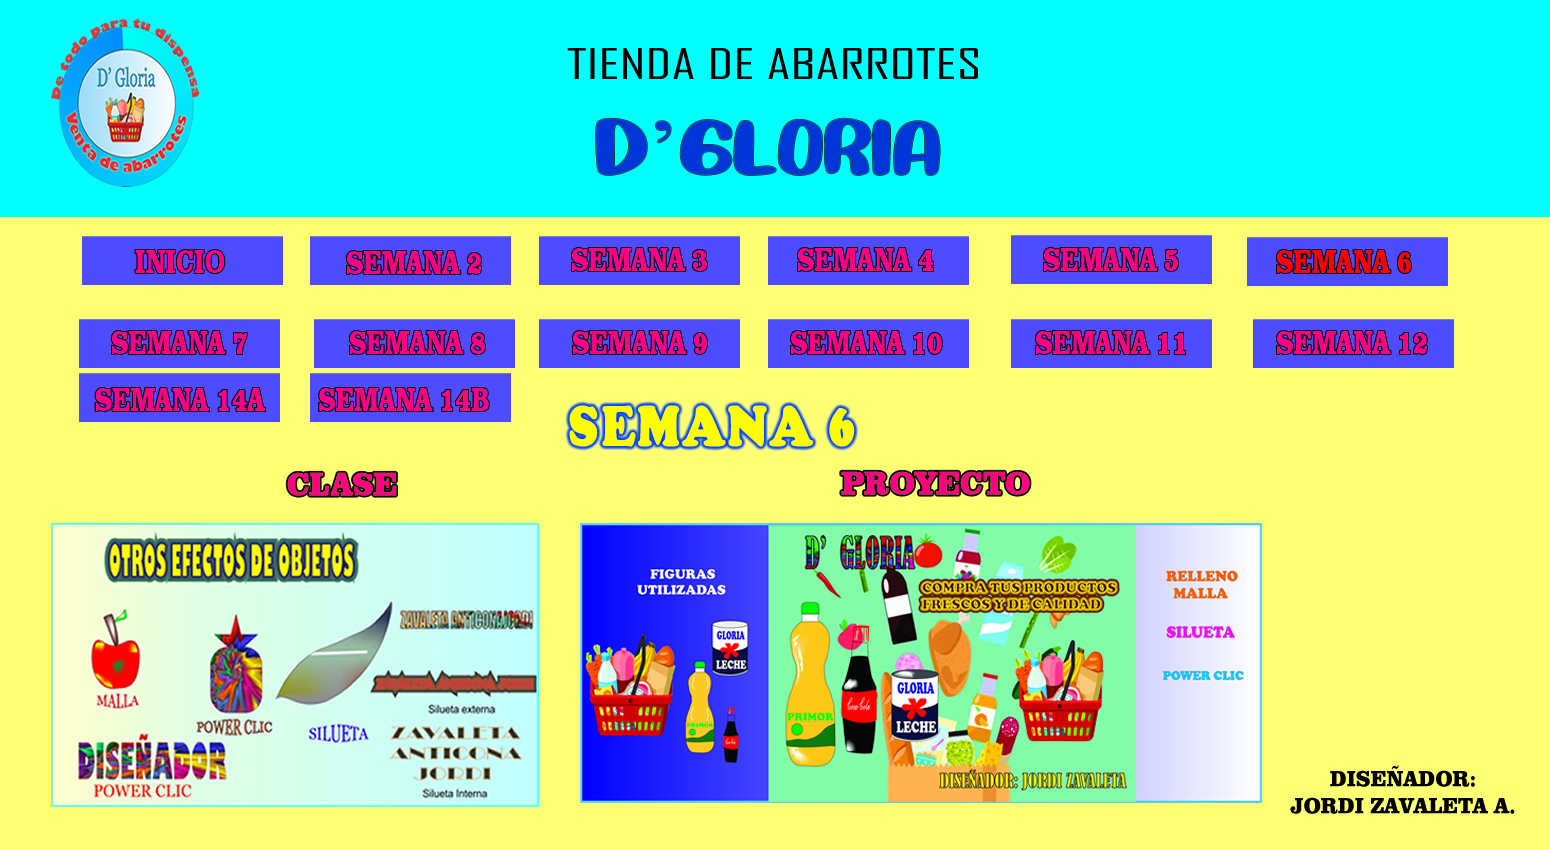 De todo para tu dispensa
D' Gloria
Venta de abarrotes
TIENDA DE ABARROTES
D'GLORIA
INICIO
SEMANA 2
SEMANA 3
SEMANA 4
SEMANA 5
SEMANA 6
SEMANA 7
SEMANA 8
SEMANA 9
SEMANA 10
SEMANA 11
SEMANA 12
SEMANA 14A
SEMANA 14B
SEMANA 6
CLASE
PROYECTO
OTROS EFECTOS DE OBJETOS
MALLA
POWER CLIC
SILUETA
DISEÑADOR
POWER CLIC
ZAVALETA ANTICONA JORDI
Silueta externa
ZAVALETA
ANTICONA
JORDI
Silueta Interna
FIGURAS
UTILIZADAS
GLORIA
LECHE
PRIMOR
D' GLORIA
COMPRA TUS PRODUCTOS
FRESCOS Y DE CALIDAD
PRIMOR
Coca-Cola
GLORIA
LECHE
DISEÑADOR: JORDI ZAVALETA
RELLENO
MALLA
SILUETA
POWER CLIC
DISEÑADOR:
JORDI ZAVALETA A.